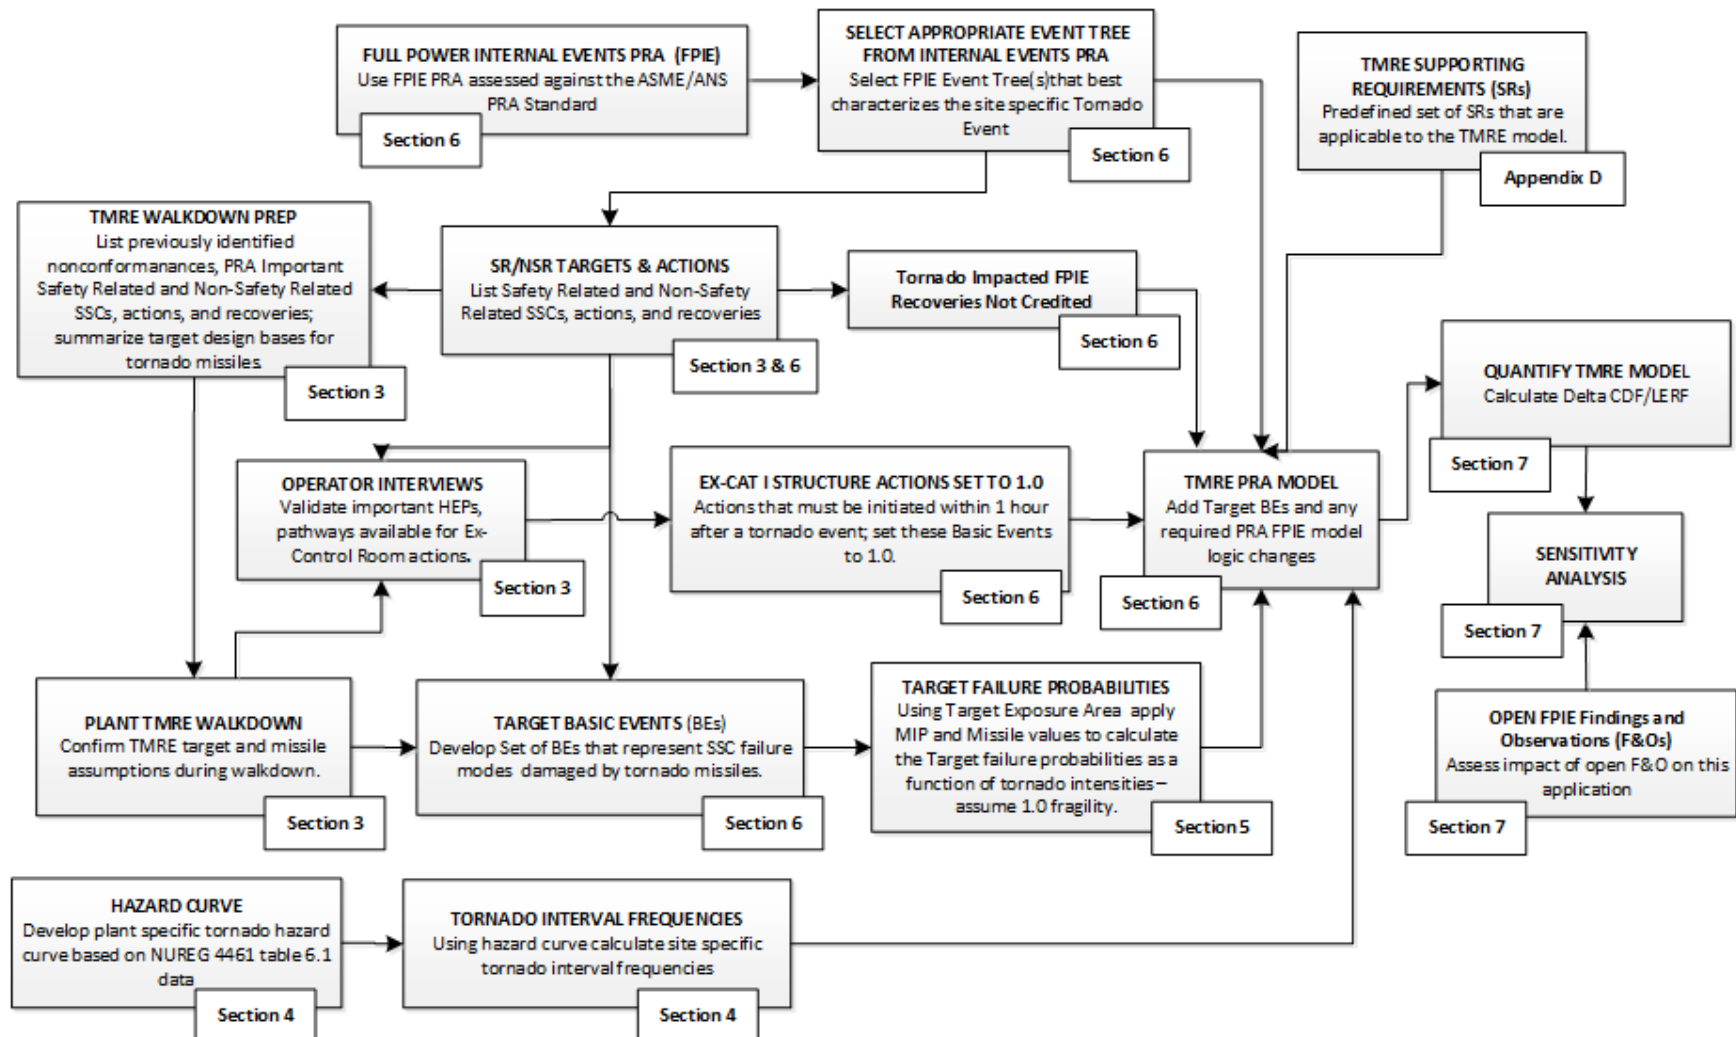 FULL POWER INTERNAL EVENTS PRA (FPIE)
Use FPIE PRA assessed against the ASME/ANS
PRA Standard
Section 6
SELECT APPROPRIATE EVENT TREE
FROM INTERNAL EVENTS PRA
Select FPIE Event Tree(s)that best
characterizes the site specific Tornado
Event
Section 6
TMRE SUPPORTING
REQUIREMENTS (SRs)
Predefined set of SRs that are
applicable to the TMRE model.
Appendix D
TMRE WALKDOWN PREP
List previously identified
nonconformanances, PRA Important
Safety Related and Non-Safety Related
SSCs, actions, and recoveries;
summarize target design bases for
tornado missiles.
Section 3
SR/NSR TARGETS & ACTIONS
List Safety Related and Non-Safety
Related SSCs, actions, and recoveries
Section 3 & 6
Tornado Impacted FPIE
Recoveries Not Credited
Section 6
QUANTIFY TMRE MODEL
Calculate Delta CDF/LERF
Section 7
OPERATOR INTERVIEWS
Validate important HEPs,
pathways available for Ex-
Control Room actions.
Section 3
EX-CAT I STRUCTURE ACTIONS SET TO 1.0
Actions that must be initiated within 1 hour
after a tornado event; set these Basic Events
to 1.0.
Section 6
TMRE PRA MODEL
Add Target BEs and any
required PRA FPIE model
logic changes
Section 6
SENSITIVITY
ANALYSIS
Section 7
PLANT TMRE WALKDOWN
Confirm TMRE target and missile
assumptions during walkdown.
Section 3
TARGET BASIC EVENTS (BEs)
Develop Set of BEs that represent SSC failure
modes damaged by tornado missiles.
Section 6
TARGET FAILURE PROBABILITIES
Using Target Exposure Area apply
MIP and Missile values to calculate
the Target failure probabilities as a
function of tornado intensities–
assume 1.0 fragility.
Section 5
OPEN FPIE Findings and
Observations (F&Os)
Assess impact of open F&O on this
application
Section 7
HAZARD CURVE
Develop plant specific tornado hazard
curve based on NUREG 4461 table 6.1
data
Section 4
TORNADO INTERVAL FREQUENCIES
Using hazard curve calculate site specific
tornado interval frequencies
Section 4